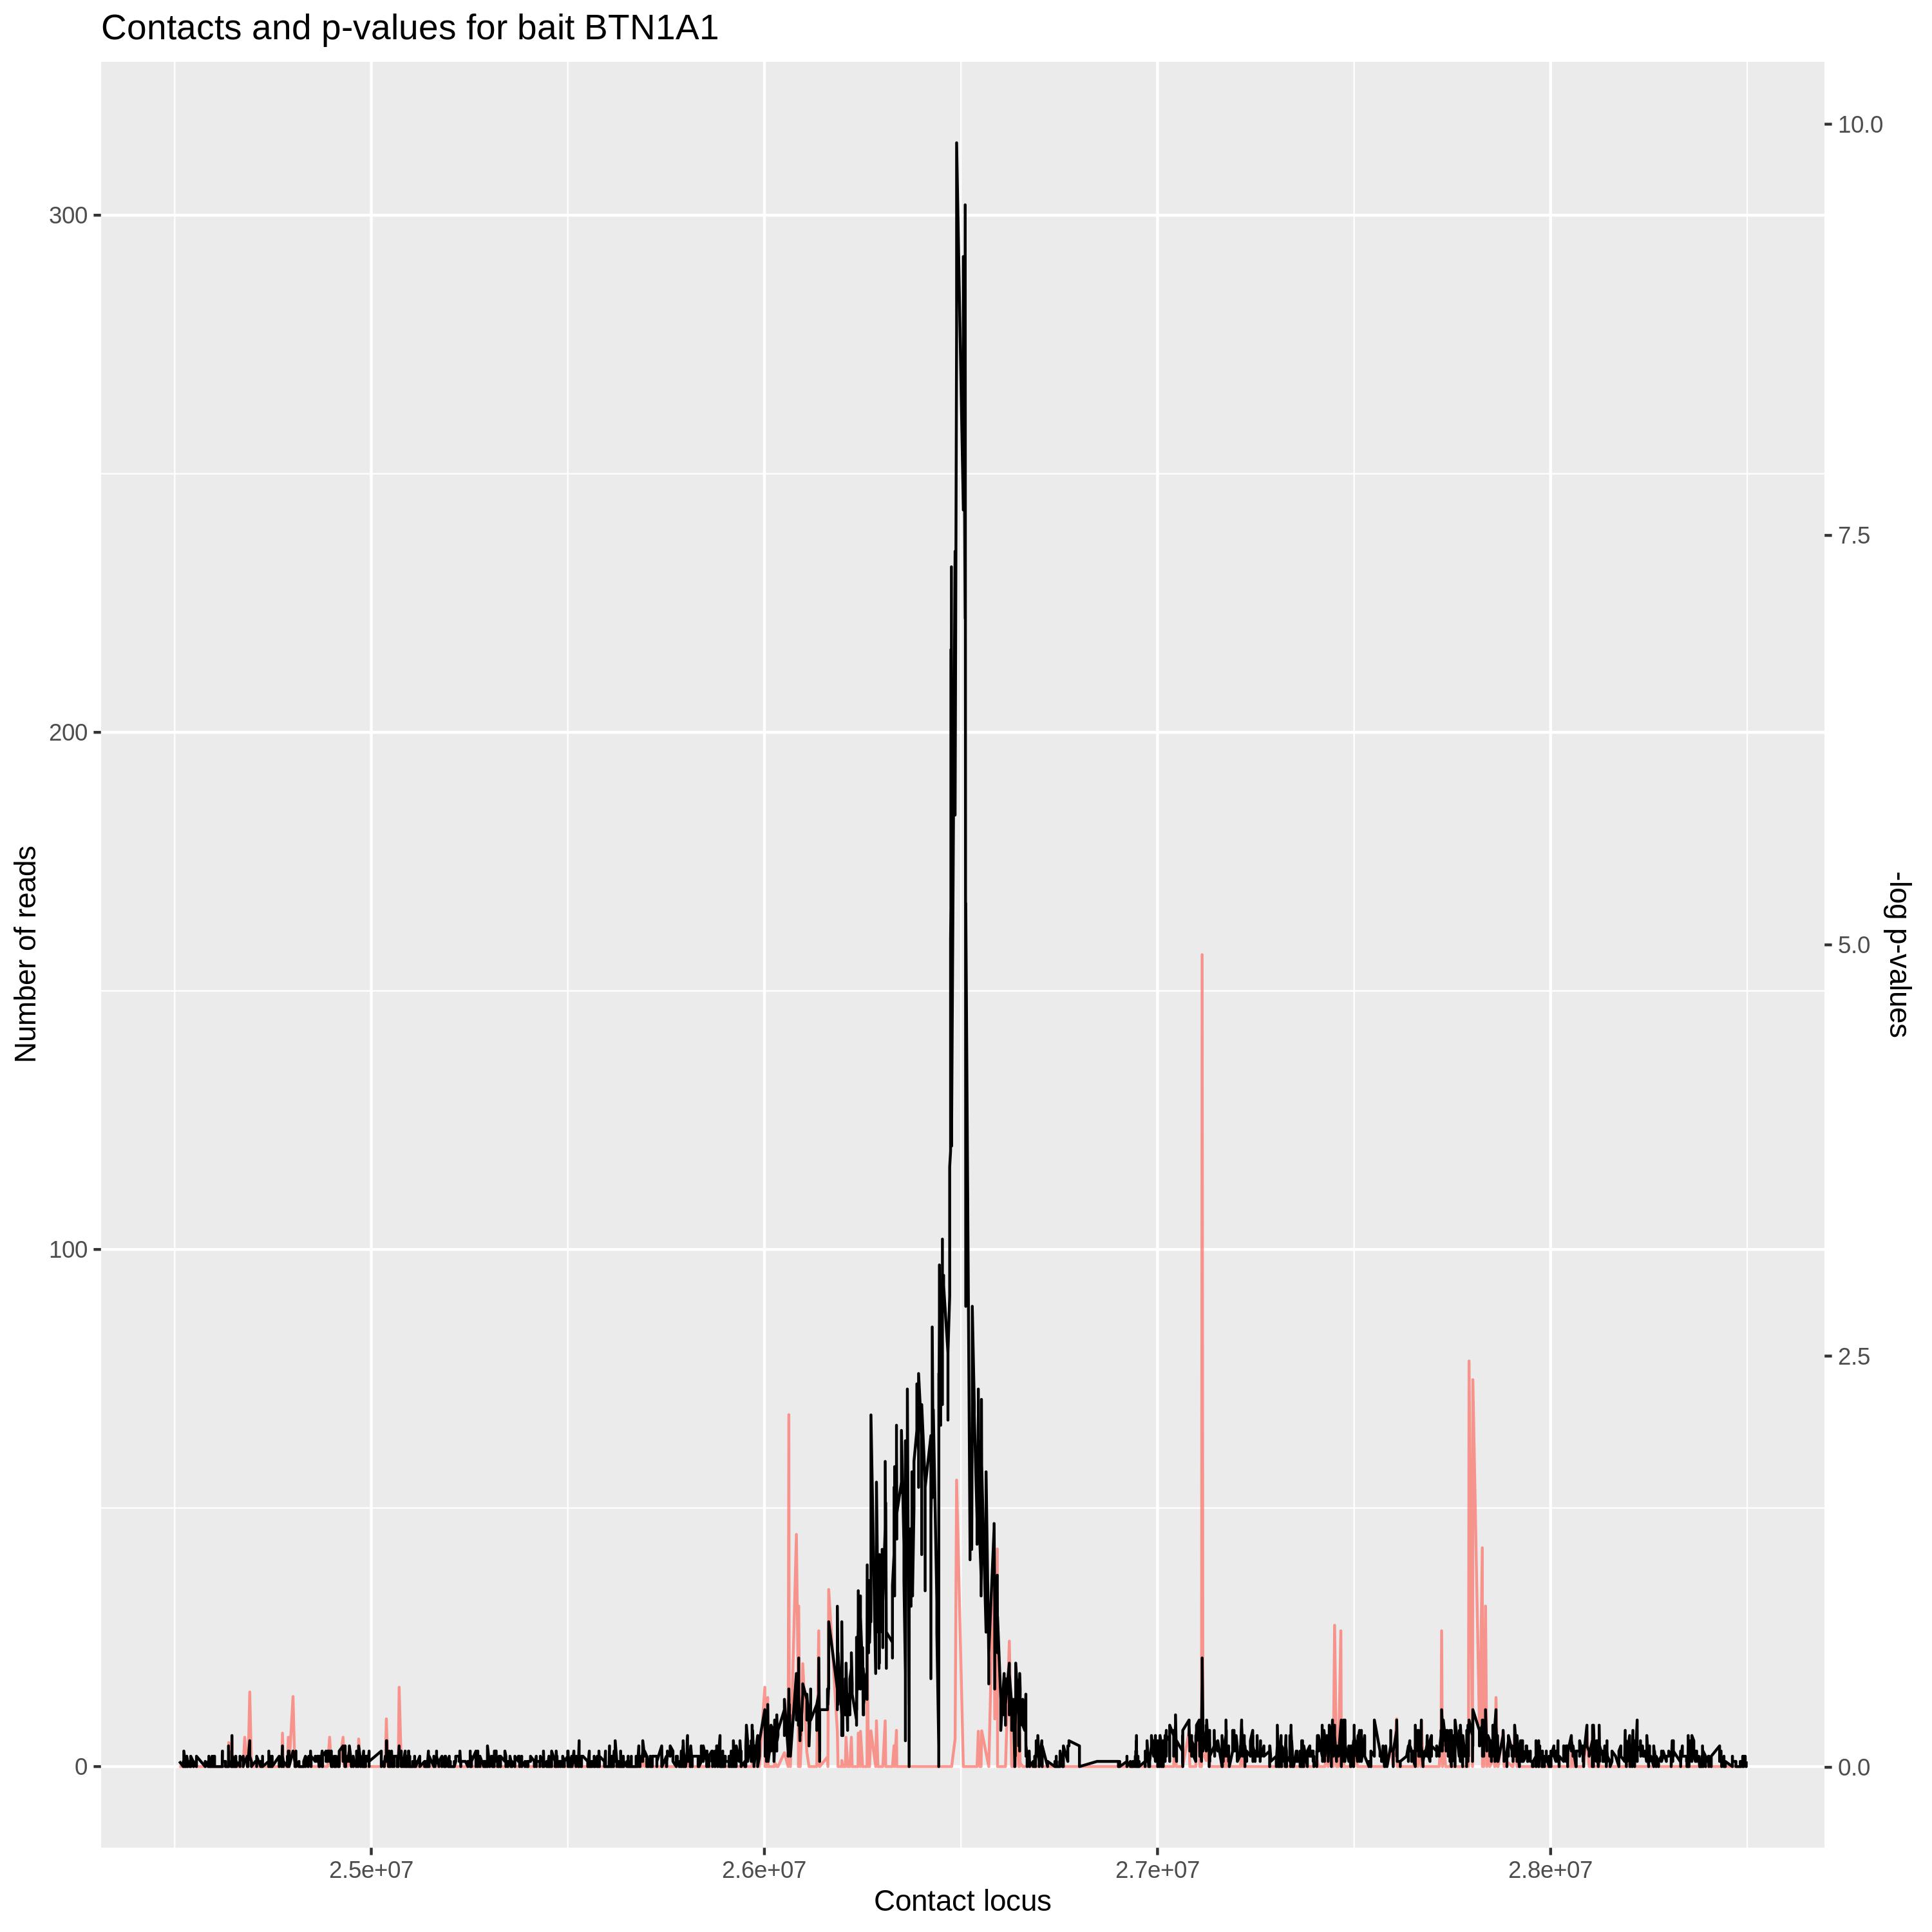 Contacts and p-values for bait BTN1A1
Number of reads
300
200
100
0
10.0
7.5
5.0
2.5
0.0
-log p-values
2.5e+07
2.6e+07
2.7e+07
2.8e+07
Contact locus